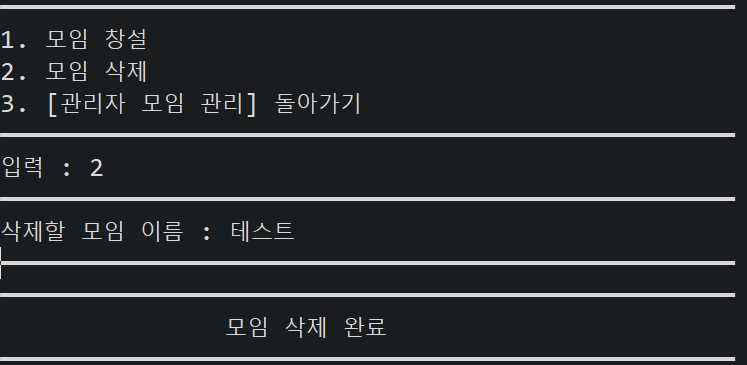 1. 모임 창설
2. 모임 삭제
3. [관리자 모임 관리] 돌아가기
입력 : 2
삭제할 모임 이름 : 테스트
모임 삭제 완료